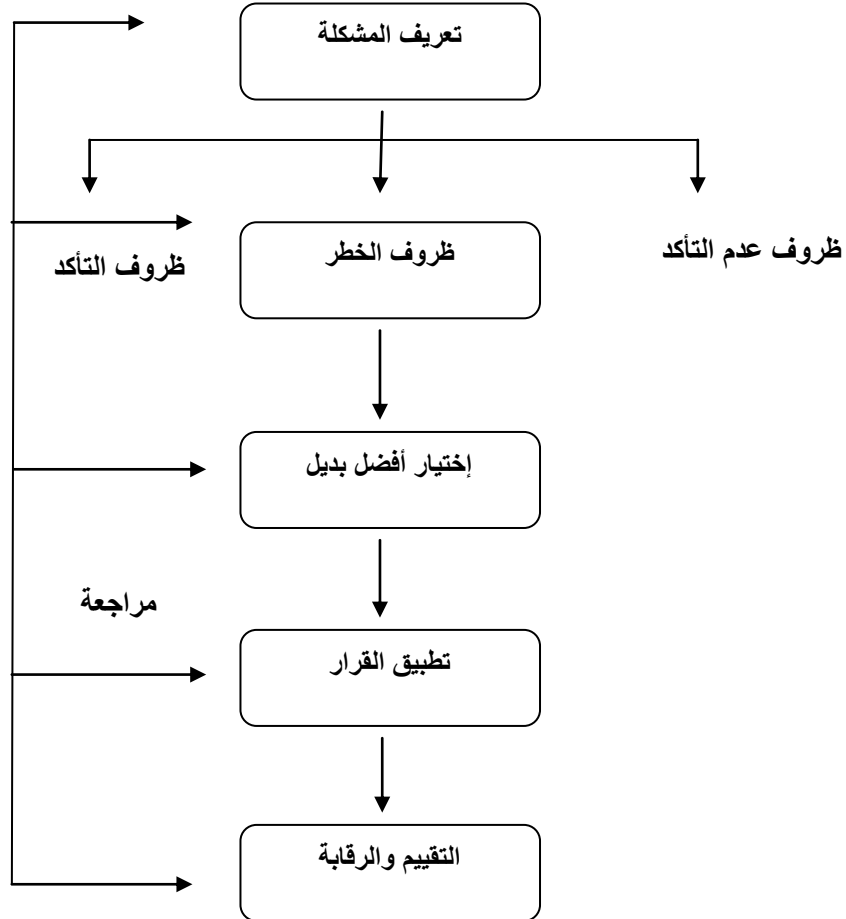 تعريف المشكلة
ظروف عدم التأكد
ظروف الخطر
ظروف التأكد
إختيار أفضل بديل
مراجعة
تطبيق القرار
التقييم والرقابة